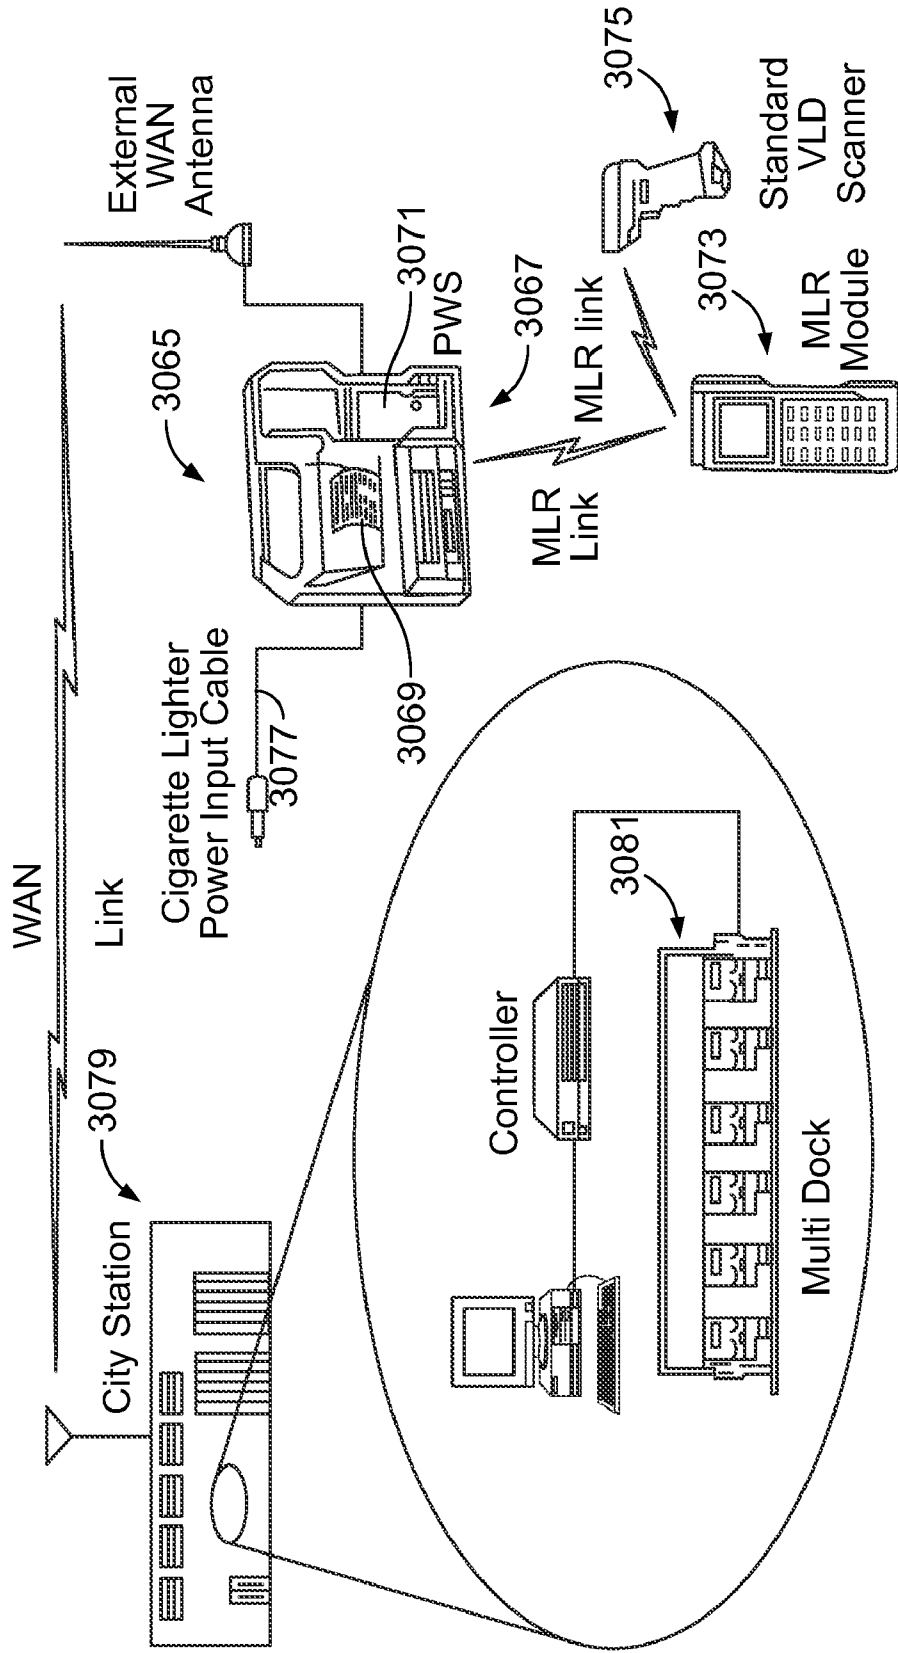 WAN
Link
External
WAN
Antenna
3079
City Station
Cigarette Lighter
Power Input Cable
3077
3065
3069
3071
PWS
3067
MLR
Link
MLR link
3075
Standard
VLD
Scanner
3073
MLR
Module
Controller
3081
Multi Dock